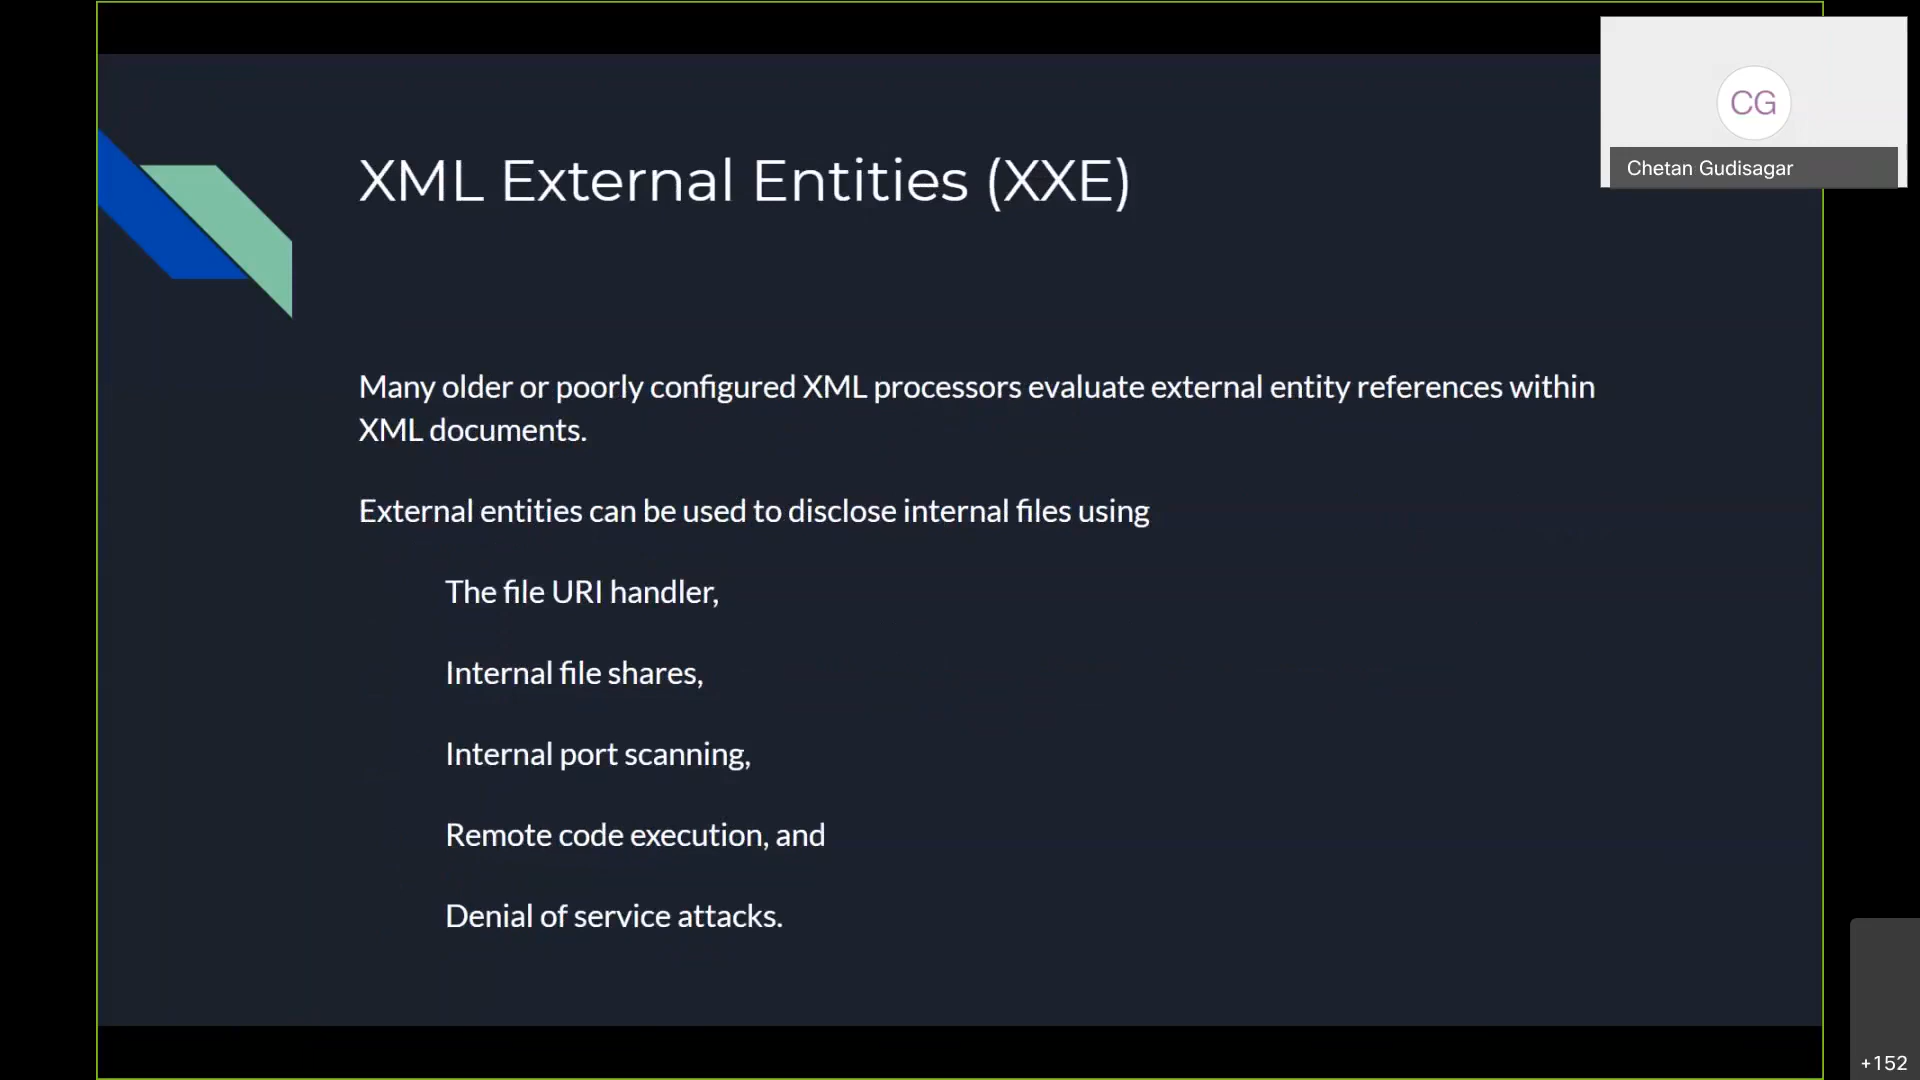 CG
Chetan Gudisagar
XML External Entities (XXE)
Many older or poorly configured XML processors evaluate external entity references within
XML documents.
External entities can be used to disclose internal files using
The file URI handler,
Internal file shares,
Internal port scanning,
Remote code execution, and
Denial of service attacks.
+152